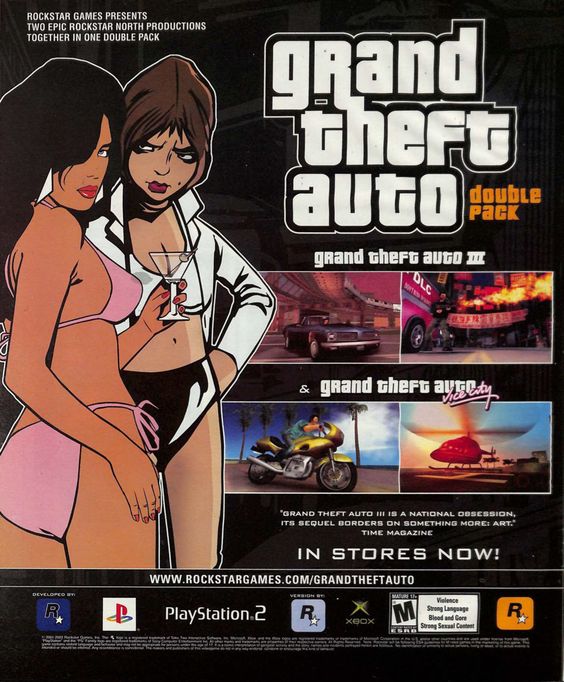 ROCKSTAR GAMES PRESENTS
TWO EPIC ROCKSTAR NORTH PRODUCTIONS
TOGETHER IN ONE DOUBLE PACK
grand
theft
auto
double
pack
grand theft auto III
DLC
& grand theft auto
vice city
"GRAND THEFT AUTO III IS A NATIONAL OBSESSION,
ITS SEQUEL BORDERS ON SOMETHING MORE: ART."
TIME MAGAZINE
IN STORES NOW!
WWW.ROCKSTARGAMES.COM/GRANDTHEFTAUTO
DEVELOPED BY:
R
PlayStation.2
VERSION BY:
R
XBOX
MATURE 17+
M
ESRB
Violence
Strong Language
Blood and Gore
Strong Sexual Content
R